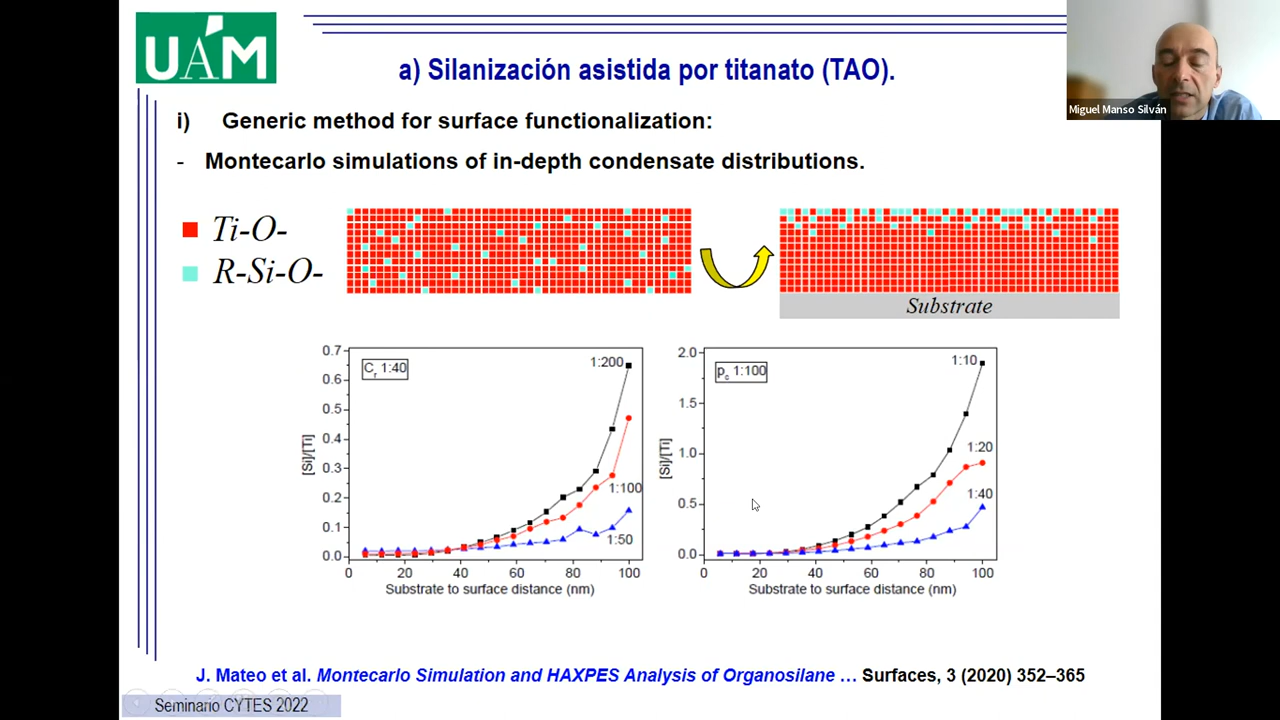 UAM
a) Silanización asistida por titanato (TAO).
Miguel Manso Silván
i) Generic method for surface functionalization:
- Montecarlo simulations of in-depth condensate distributions.
Ti-O-
R-Si-O-
Substrate
0.7
0.6
0.5
0.4
0.3
0.2
0.1
0.0
[Si]/[Ti]
Cr 1:40
1:200
1:100
1:50
0 20 40 60 80 100
Substrate to surface distance (nm)
2.0
1.5
1.0
0.5
0.0
[Si]/[Ti]
pc 1:100
1:10
1:20
1:40
0 20 40 60 80 100
Substrate to surface distance (nm)
J. Mateo et al. Montecarlo Simulation and HAXPES Analysis of Organosilane … Surfaces, 3 (2020) 352–365
Seminario CYTES 2022